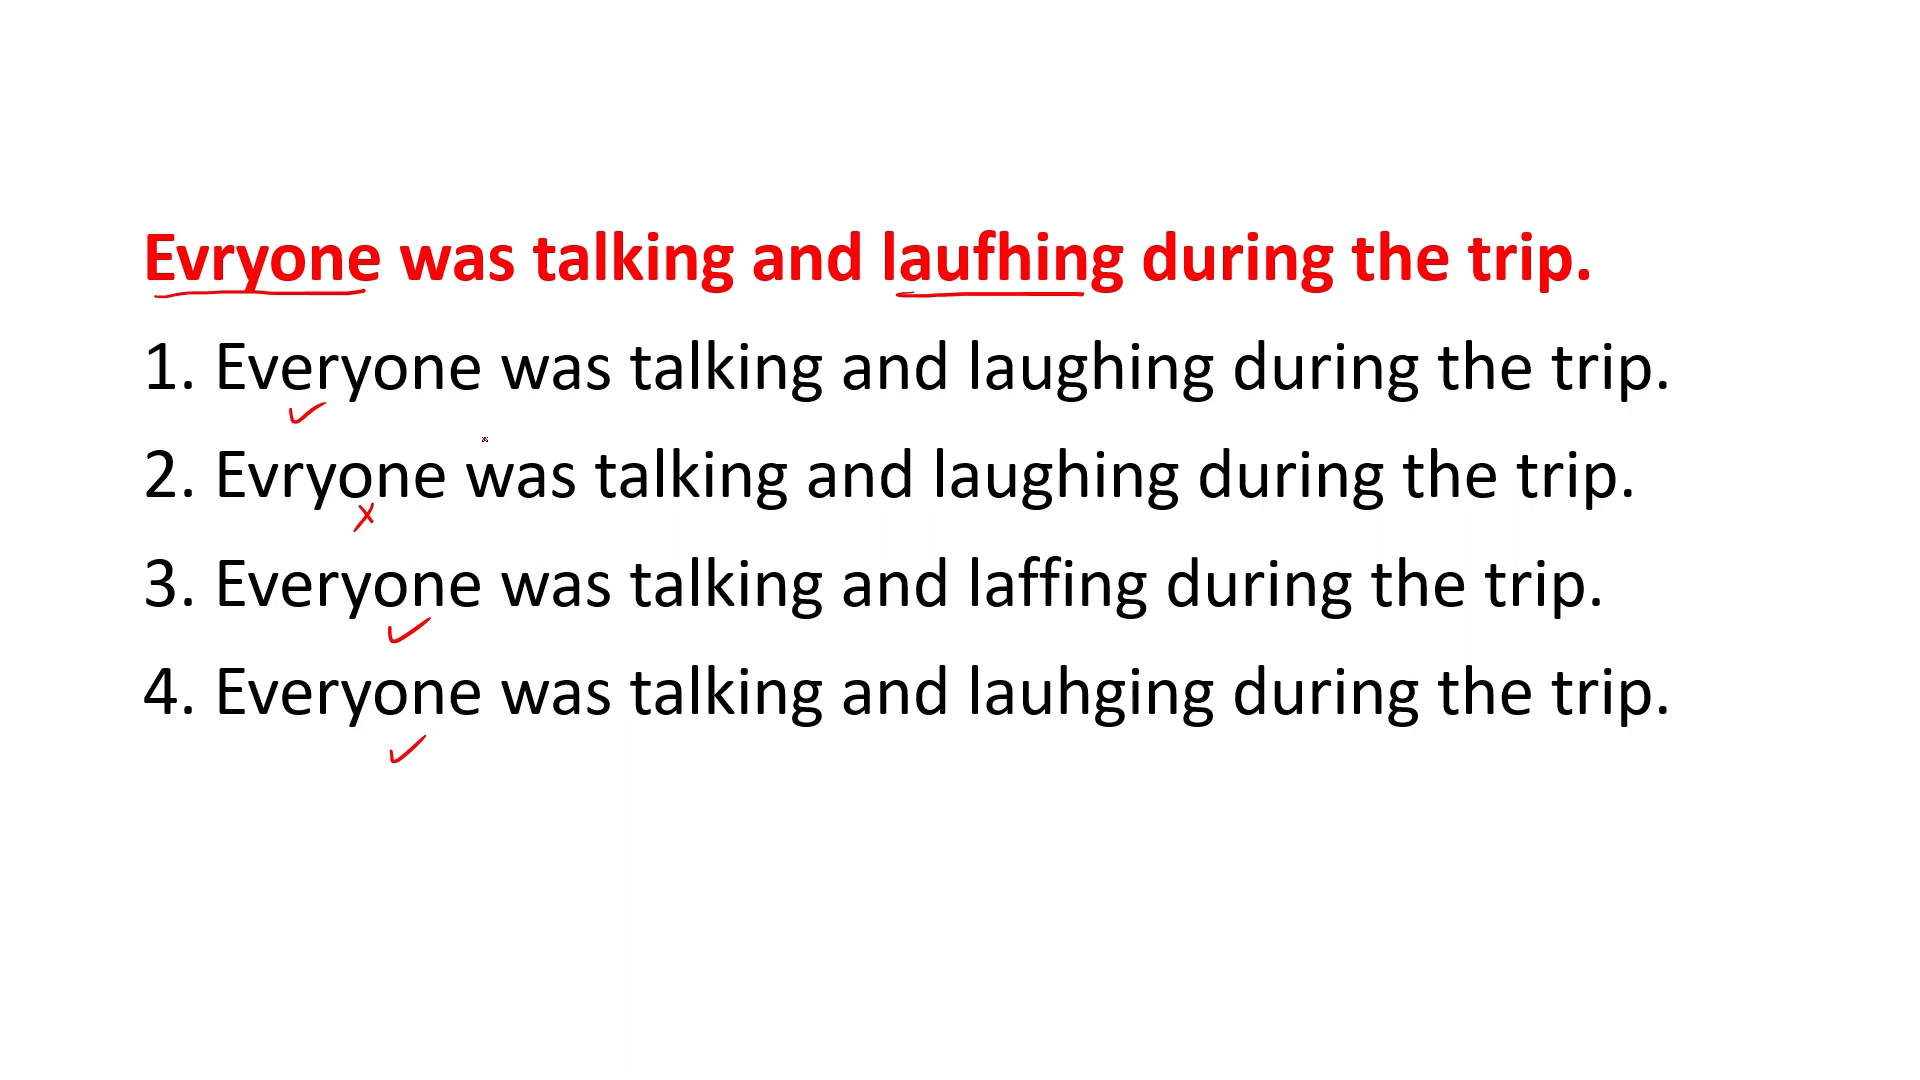 Evryone was talking and laufhing during the trip.
1. Everyone was talking and laughing during the trip.
2. Evryone was talking and laughing during the trip.
3. Everyone was talking and laffing during the trip.
4. Everyone was talking and lauhging during the trip.